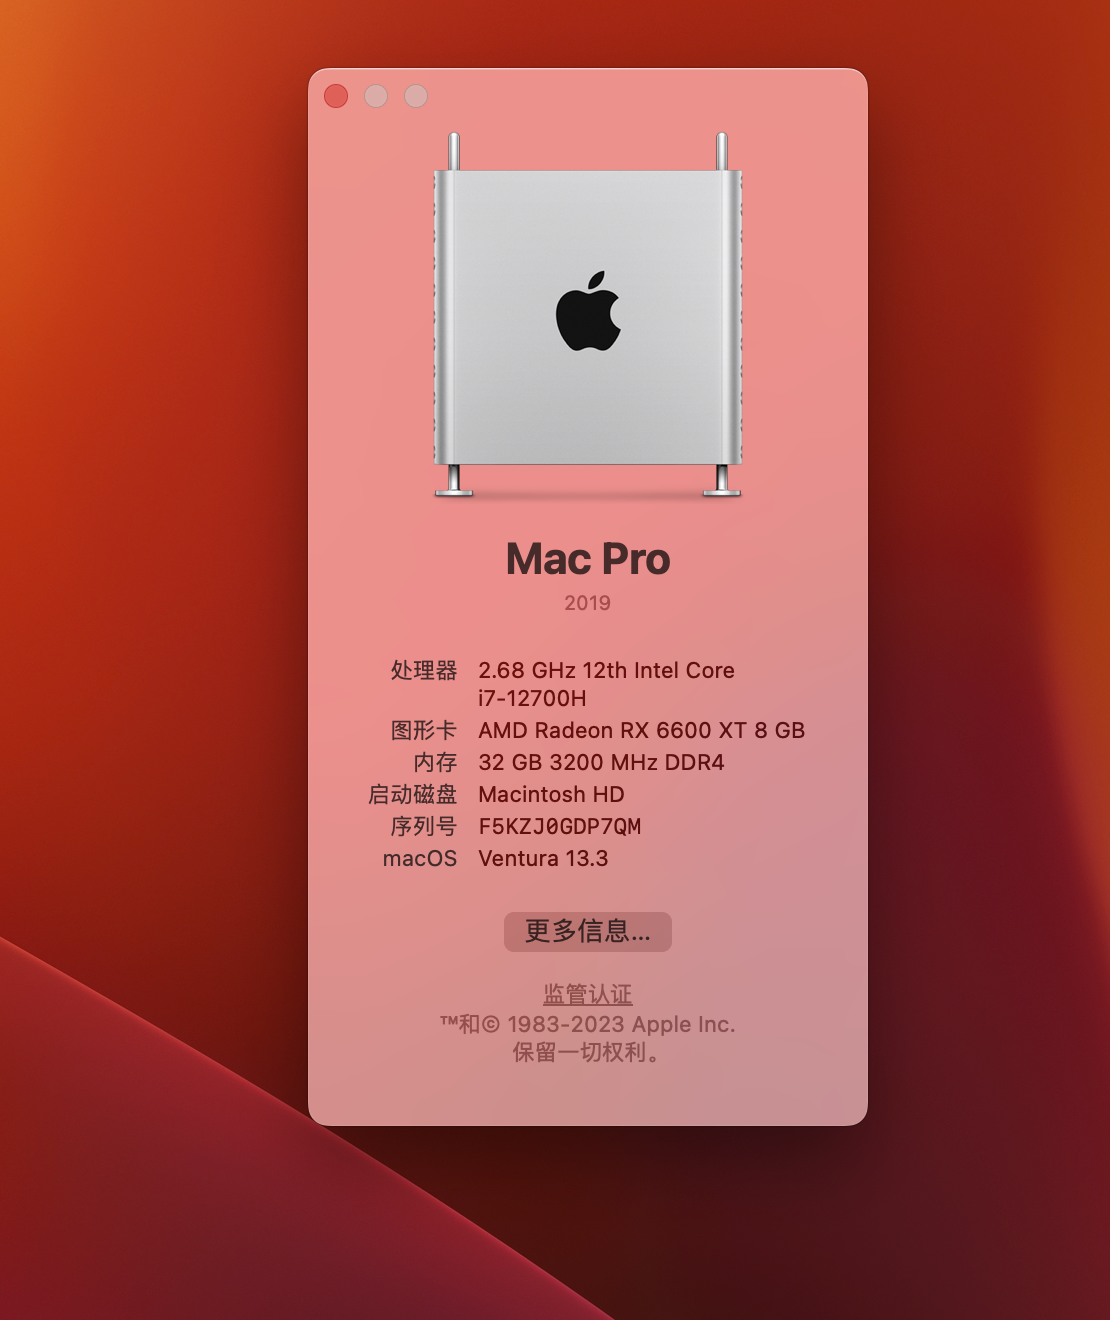 Mac Pro
2019
处理器 2.68 GHz 12th Intel Core
i7-12700H
图形卡 AMD Radeon RX 6600 XT 8 GB
内存 32 GB 3200 MHz DDR4
启动磁盘 Macintosh HD
序列号 F5KZJ0GDP7QM
macOS Ventura 13.3
更多信息...
监管认证
™和© 1983-2023 Apple Inc.
保留一切权利。